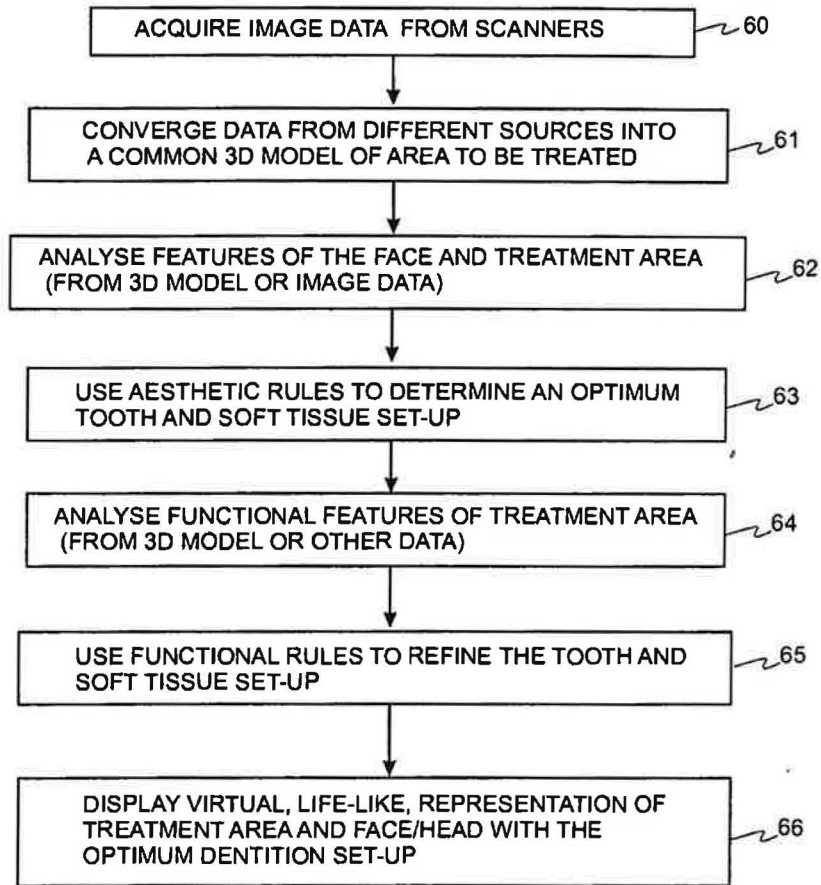 ACQUIRE IMAGE DATA FROM SCANNERS
60
CONVERGE DATA FROM DIFFERENT SOURCES INTO
A COMMON 3D MODEL OF AREA TO BE TREATED
61
ANALYSE FEATURES OF THE FACE AND TREATMENT AREA
(FROM 3D MODEL OR IMAGE DATA)
62
USE AESTHETIC RULES TO DETERMINE AN OPTIMUM
TOOTH AND SOFT TISSUE SET-UP
63
ANALYSE FUNCTIONAL FEATURES OF TREATMENT AREA
(FROM 3D MODEL OR OTHER DATA)
64
USE FUNCTIONAL RULES TO REFINE THE TOOTH AND
SOFT TISSUE SET-UP
65
DISPLAY VIRTUAL, LIFE-LIKE, REPRESENTATION OF
TREATMENT AREA AND FACE/HEAD WITH THE
OPTIMUM DENTITION SET-UP
66